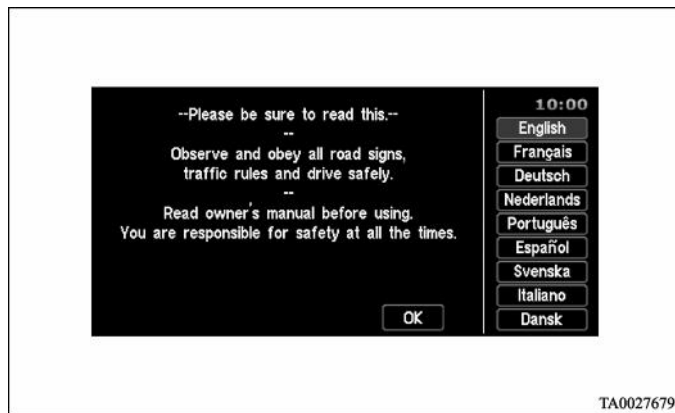 --Please be sure to read this.--
--
Observe and obey all road signs,
traffic rules and drive safely.
--
Read owner's manual before using.
You are responsible for safety at all the times.
OK
10:00
English
Français
Deutsch
Nederlands
Português
Español
Svenska
Italiano
Dansk
TA0027679